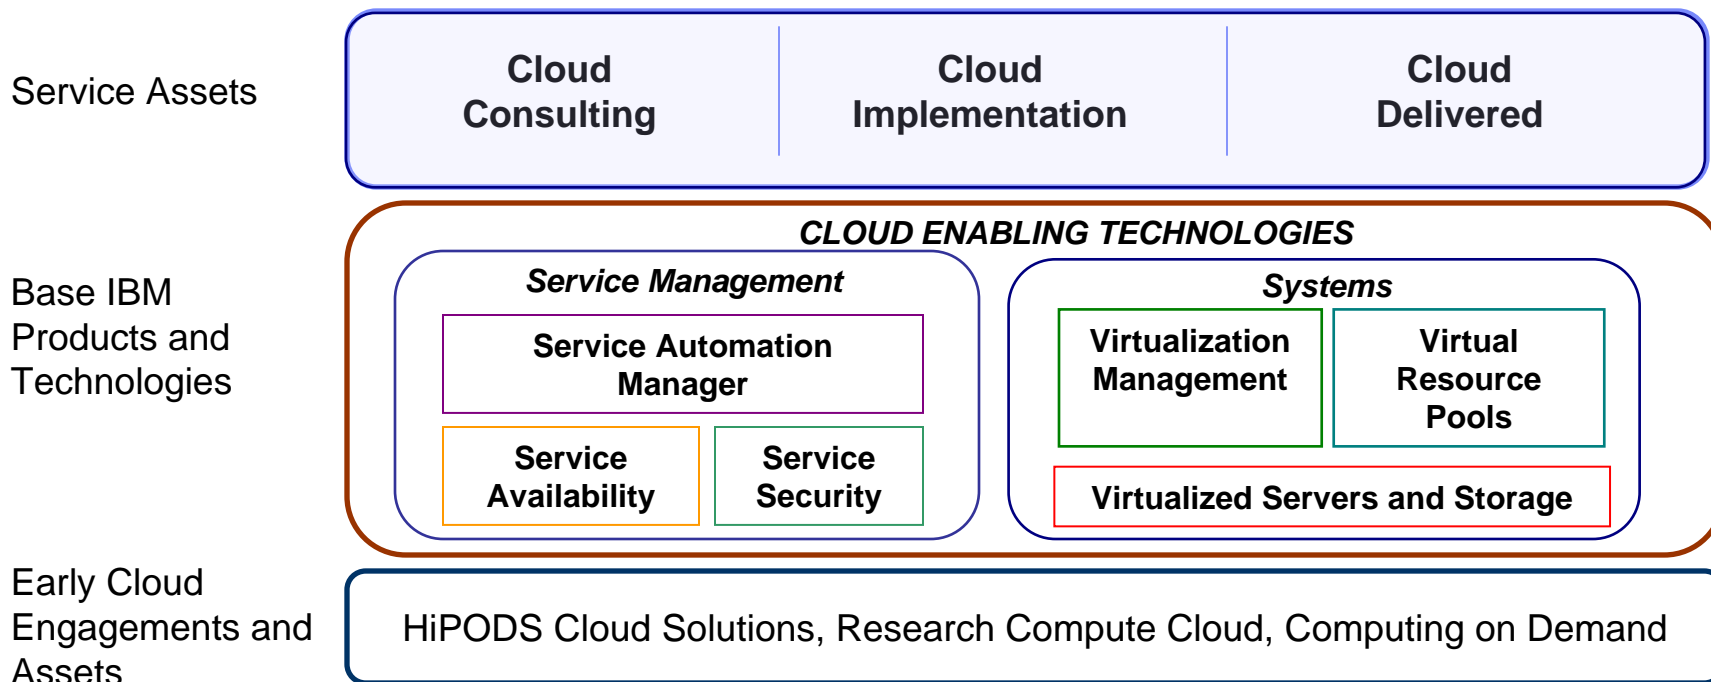 Service Assets
Cloud
Consulting
Cloud
Implementation
Cloud
Delivered
Base IBM
Products and
Technologies
CLOUD ENABLING TECHNOLOGIES
Service Management
Service Automation
Manager
Service
Availability
Service
Security
Systems
Virtualization
Management
Virtual
Resource
Pools
Virtualized Servers and Storage
Early Cloud
Engagements and
Assets
HiPODS Cloud Solutions, Research Compute Cloud, Computing on Demand